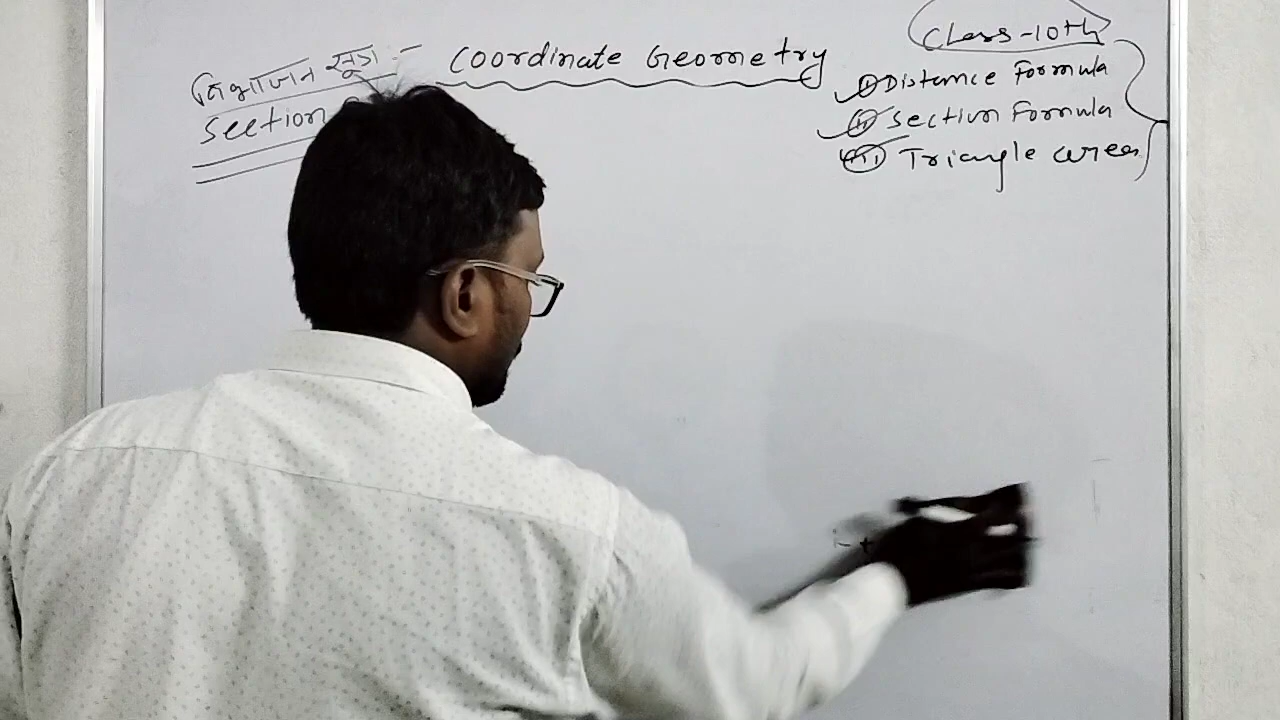 विभाजन सूत्र :- Coordinate Geometry
Section
Class-10th
(i) Distance Formula
(ii) Section Formula
(iii) Triangle area